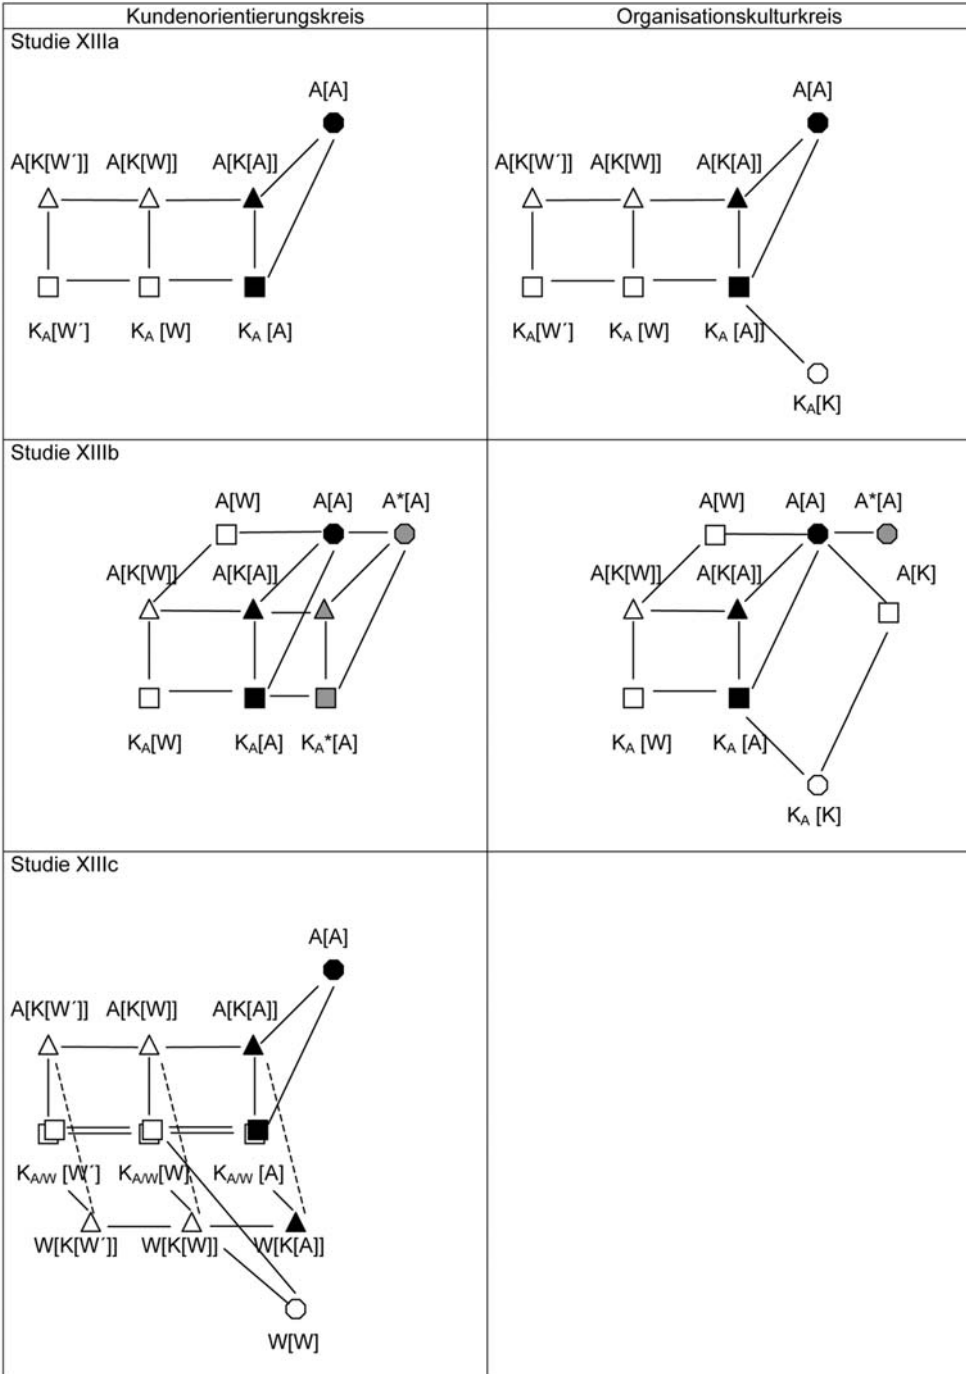 Kundenorientierungskreis Organisationskulturkreis
Studie XIIIa
A[A] A[A]
A[K[W´]] A[K[W]] A[K[A]] A[K[W´]] A[K[W]] A[K[A]]
KA[W´] KA [W] KA [A] KA[W´] KA [W] KA [A]]
KA[K]
Studie XIIIb
A[W] A[A] A*[A] A[W] A[A] A*[A]
A[K[W]] A[K[A]] A[K[W]] A[K[A]] A[K]
KA[W] KA[A] KA*[A] KA [W] KA [A]
KA [K]
Studie XIIIc
A[A]
A[K[W´]] A[K[W]] A[K[A]]
KA/W [W´] KA/W[W] KA/W [A]
W[K[W´]] W[K[W]] W[K[A]]
W[W]